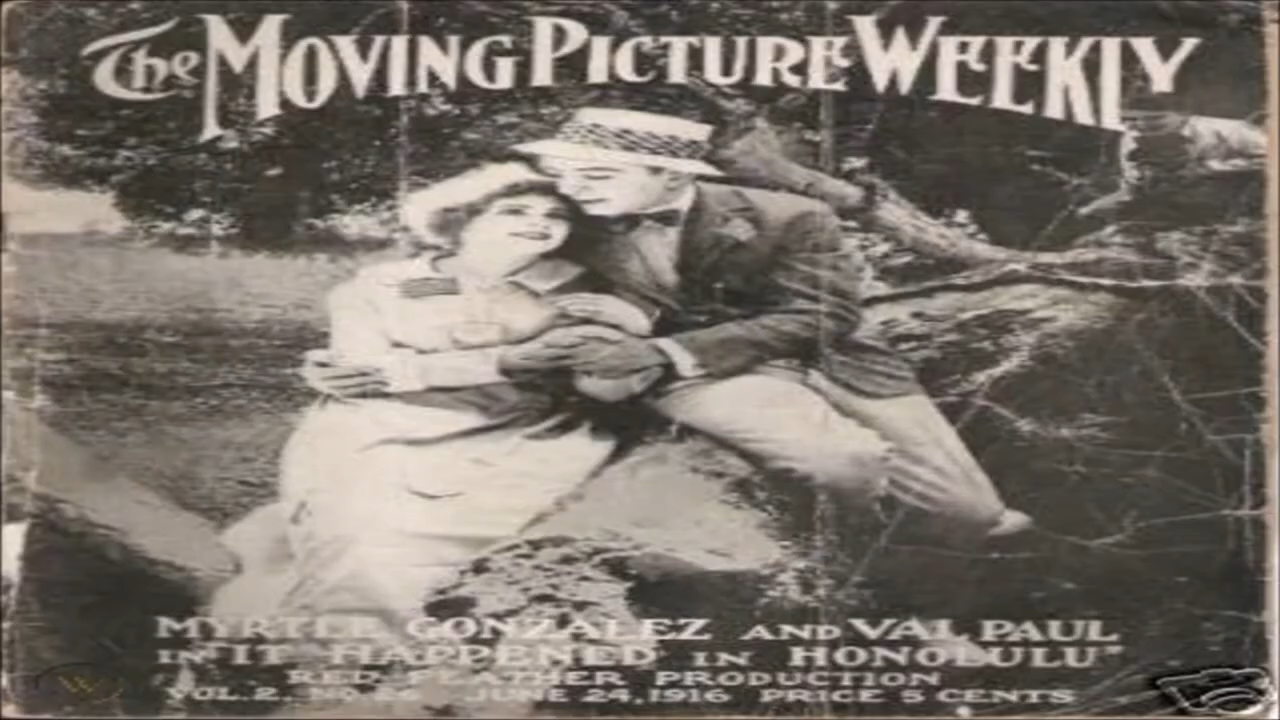 The MOVING PICTURE WEEKLY
MYRTLE GONZALEZ AND VAL PAUL
IN "IT HAPPENED IN HONOLULU"
RED FEATHER PRODUCTION
VOL. 2. NO. JUNE 24, 1916 PRICE 5 CENTS